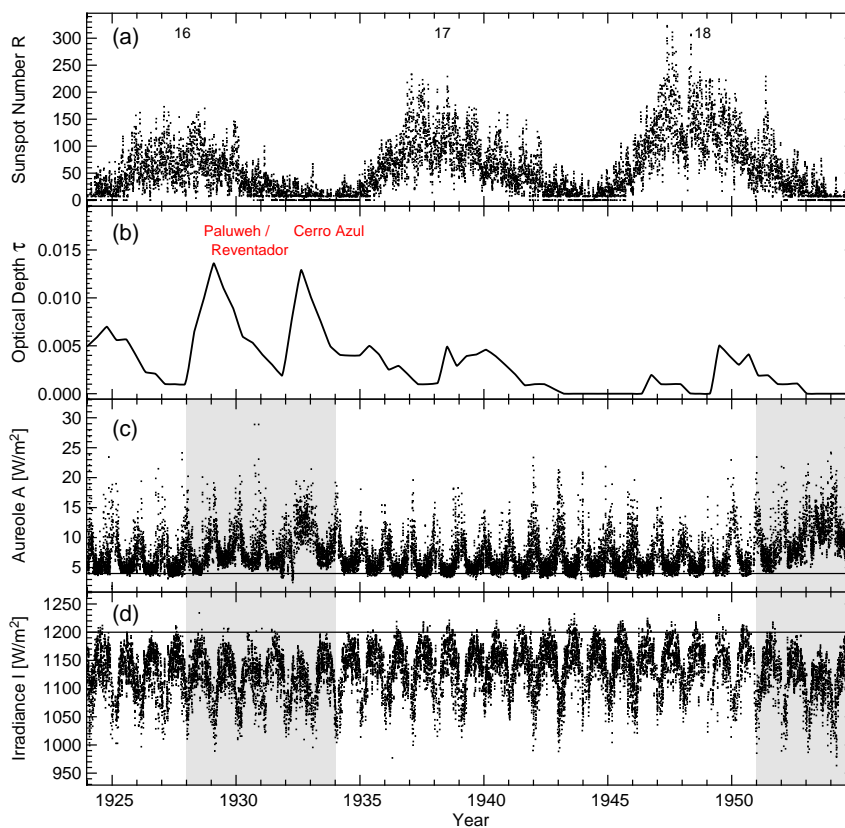 (a)
16
17
18
300
250
200
150
100
50
0
Sunspot Number R
(b)
Paluweh /
Reventador
Cerro Azul
0.015
0.010
0.005
0.000
Optical Depth τ
(c)
30
25
20
15
10
5
Aureole A [W/m²]
(d)
1250
1200
1150
1100
1050
1000
950
Irradiance I [W/m²]
1925
1930
1935
1940
1945
1950
Year